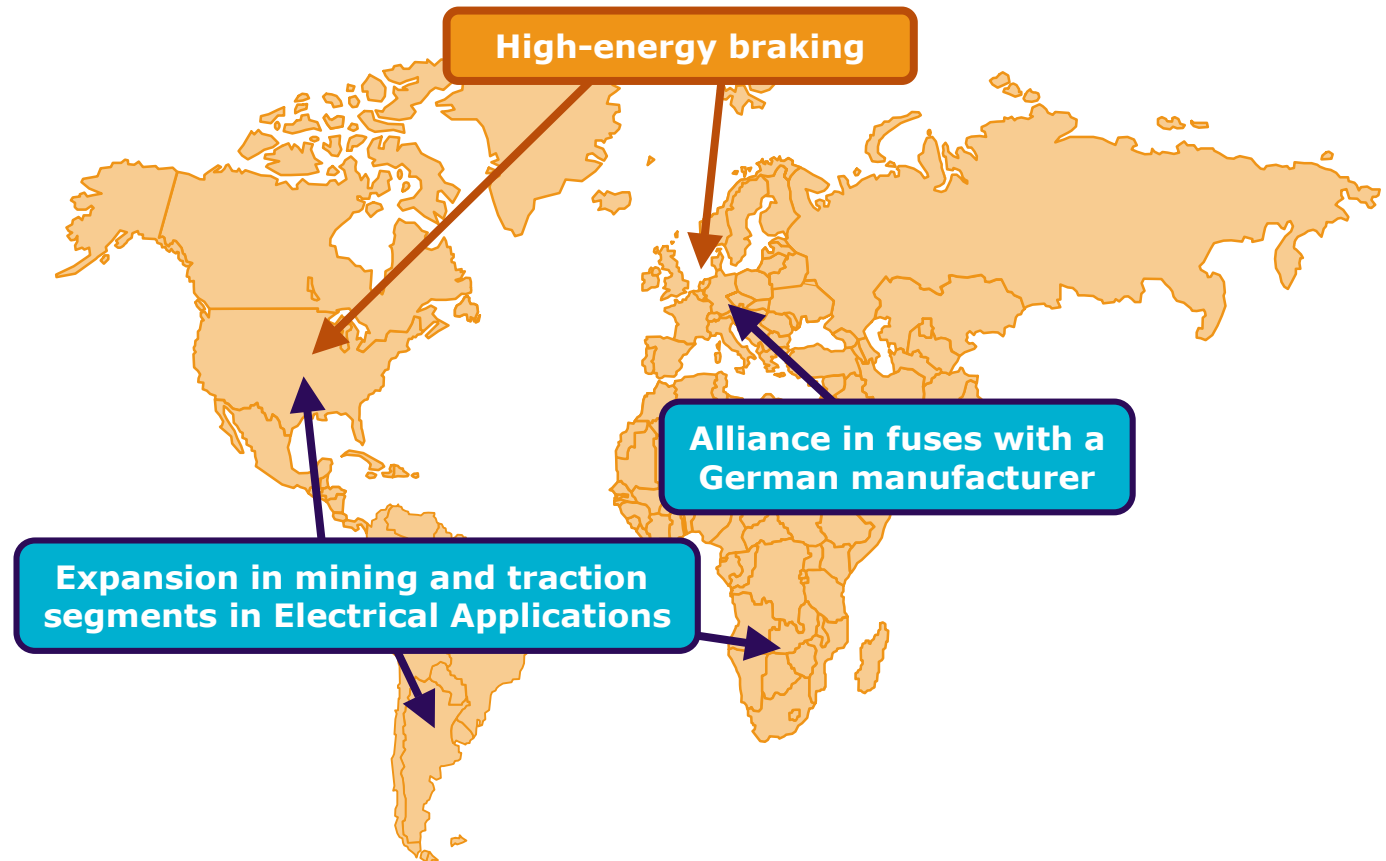 High-energy braking
Alliance in fuses with a
German manufacturer
Expansion in mining and traction
segments in Electrical Applications